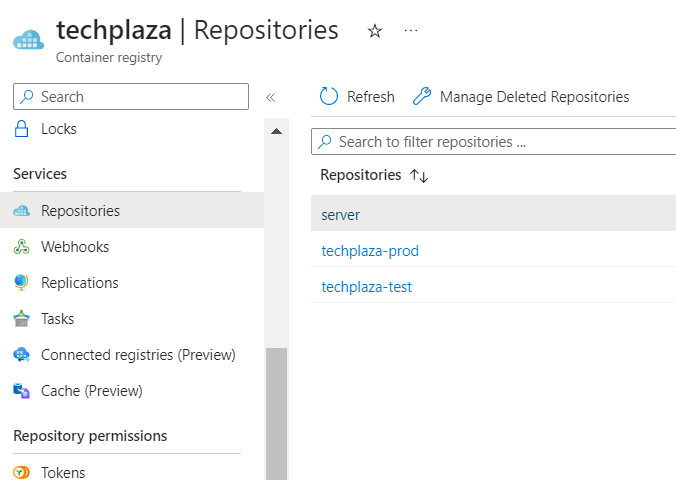 techplaza | Repositories
Container registry
Search
Locks
Services
Repositories
Webhooks
Replications
Tasks
Connected registries (Preview)
Cache (Preview)
Repository permissions
Tokens
Refresh
Manage Deleted Repositories
Search to filter repositories ...
Repositories
server
techplaza-prod
techplaza-test